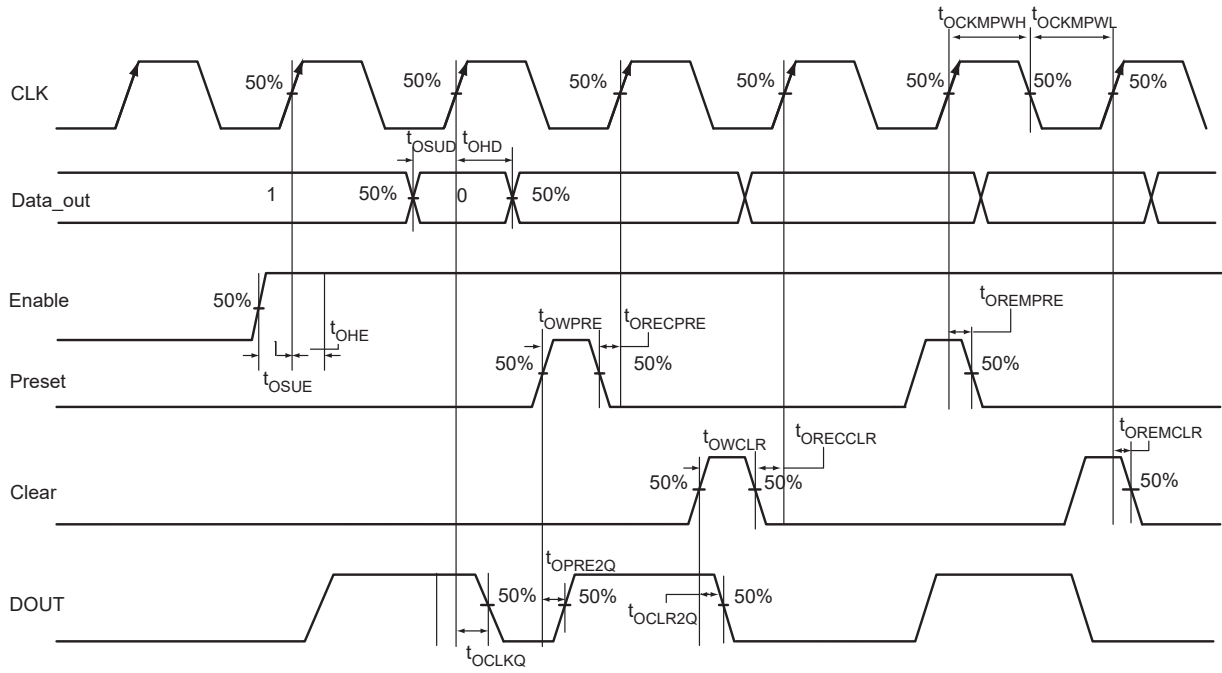 tOCKMPWH tOCKMPWL
CLK
50% 50% 50% 50% 50% 50% 50%
tOSUD tOHD
Data_out
1 50% 0 50%
Enable
50%
tOHE
tOSUE
tOWPRE tORECPRE
tOREMPRE
Preset
50% 50% 50%
tOWCLR tORECCLR
tOREMCLR
Clear
50% 50% 50%
DOUT
50%
tOPRE2Q
50%
tOCLR2Q
50%
tOCLKQ